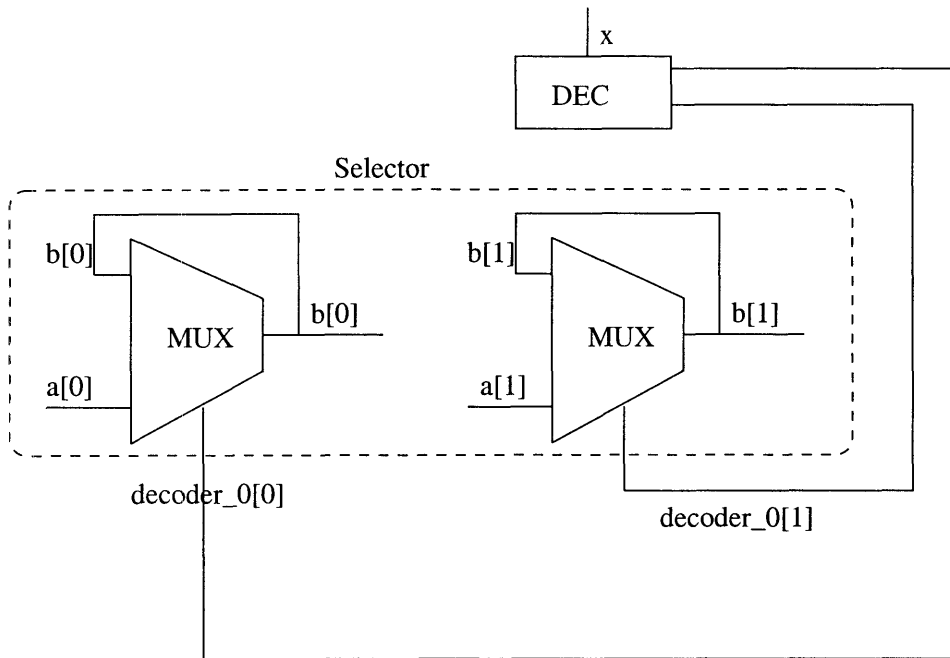 x
DEC
Selector
b[0]
b[1]
b[0]
b[1]
MUX
MUX
a[0]
a[1]
decoder_0[0]
decoder_0[1]